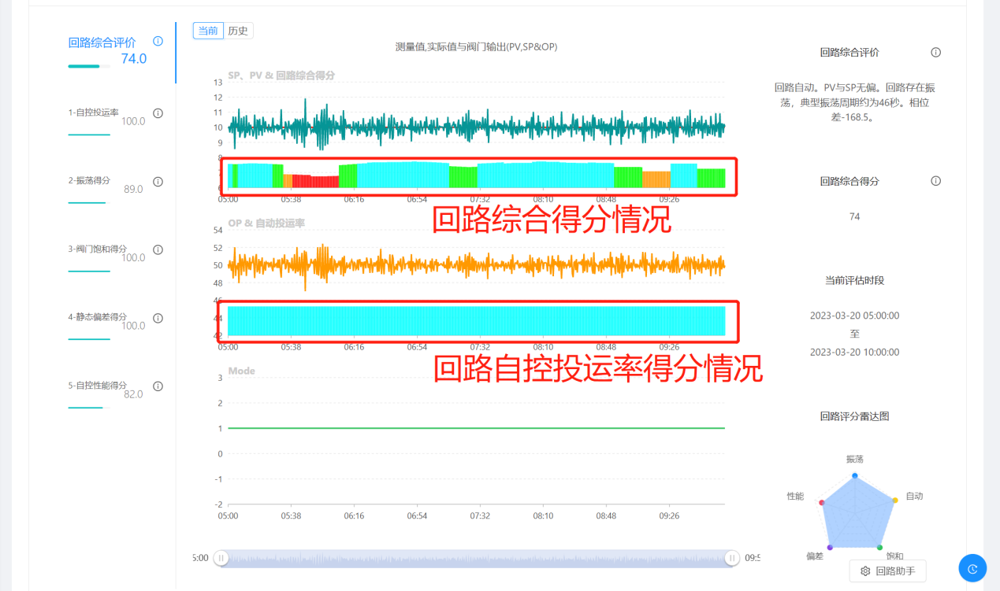 回路综合评价
74.0
1-自控投运率
100.0
2-振荡得分
89.0
3-阀门饱和得分
100.0
4-静态偏差得分
100.0
5-自控性能得分
82.0
当前 历史
测量值,实际值与阀门输出(PV,SP&OP)
SP、PV & 回路综合得分
13
12
11
10
9
8
7
6
05:00 05:38 06:16 06:54 07:32 08:10 08:48 09:26
回路综合得分情况
OP & 自动投运率
54
52
50
48
46
44
42
05:00 05:38 06:16 06:54 07:32 08:10 08:48 09:26
回路自控投运率得分情况
Mode
3
2
1
0
-1
-2
05:00 05:38 06:16 06:54 07:32 08:10 08:48 09:26
5:00 09:5
回路综合评价
回路自动。PV与SP无偏。回路存在振
荡，典型振荡周期约为46秒。相位
差-168.5。
回路综合得分
74
当前评估时段
2023-03-20 05:00:00
至
2023-03-20 10:00:00
回路评分雷达图
振荡
性能 自动
偏差 饱和
回路助手